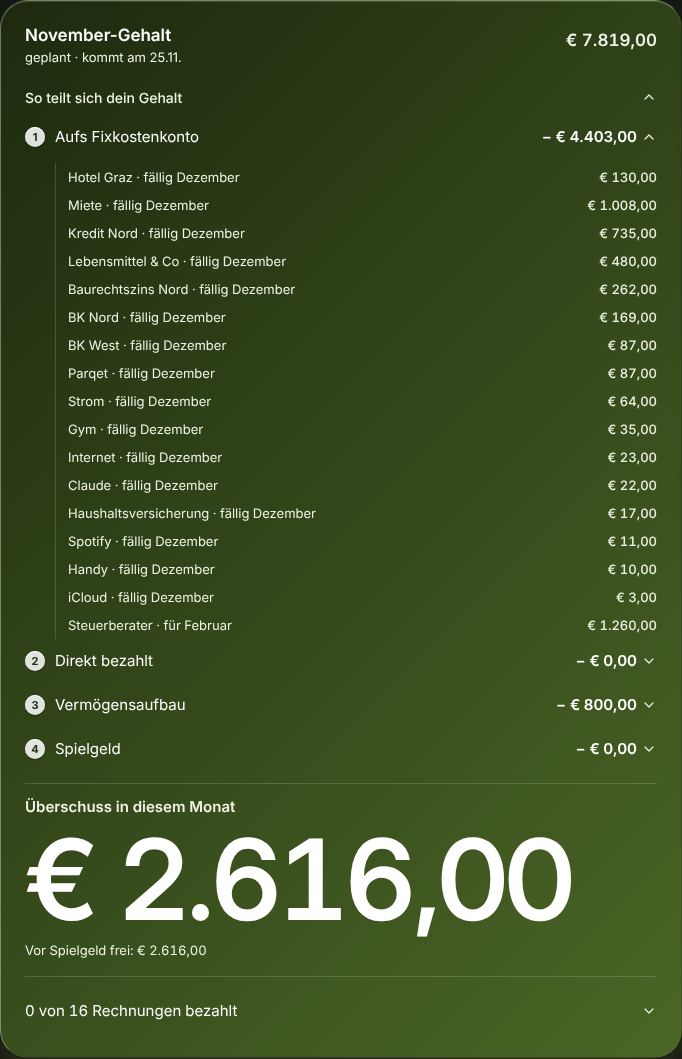 November-Gehalt
€ 7.819,00
geplant · kommt am 25.11.
So teilt sich dein Gehalt
1 Aufs Fixkostenkonto – € 4.403,00
Hotel Graz · fällig Dezember € 130,00
Miete · fällig Dezember € 1.008,00
Kredit Nord · fällig Dezember € 735,00
Lebensmittel & Co · fällig Dezember € 480,00
Baurechtszins Nord · fällig Dezember € 262,00
BK Nord · fällig Dezember € 169,00
BK West · fällig Dezember € 87,00
Parqet · fällig Dezember € 87,00
Strom · fällig Dezember € 64,00
Gym · fällig Dezember € 35,00
Internet · fällig Dezember € 23,00
Claude · fällig Dezember € 22,00
Haushaltsversicherung · fällig Dezember € 17,00
Spotify · fällig Dezember € 11,00
Handy · fällig Dezember € 10,00
iCloud · fällig Dezember € 3,00
Steuerberater · für Februar € 1.260,00
2 Direkt bezahlt – € 0,00
3 Vermögensaufbau – € 800,00
4 Spielgeld – € 0,00
Überschuss in diesem Monat
€ 2.616,00
Vor Spielgeld frei: € 2.616,00
0 von 16 Rechnungen bezahlt